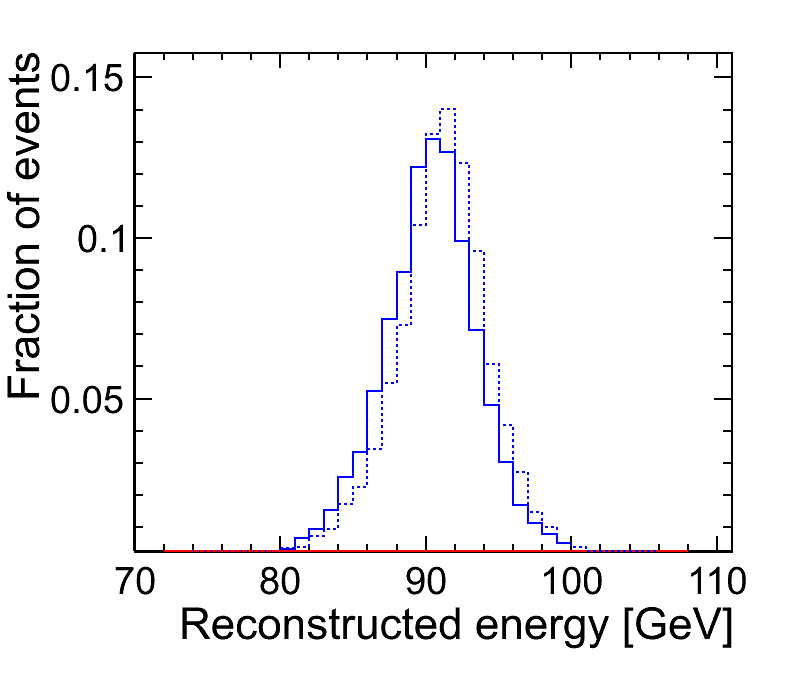 Fraction of events
0.15
0.1
0.05
70 80 90 100 110
Reconstructed energy [GeV]